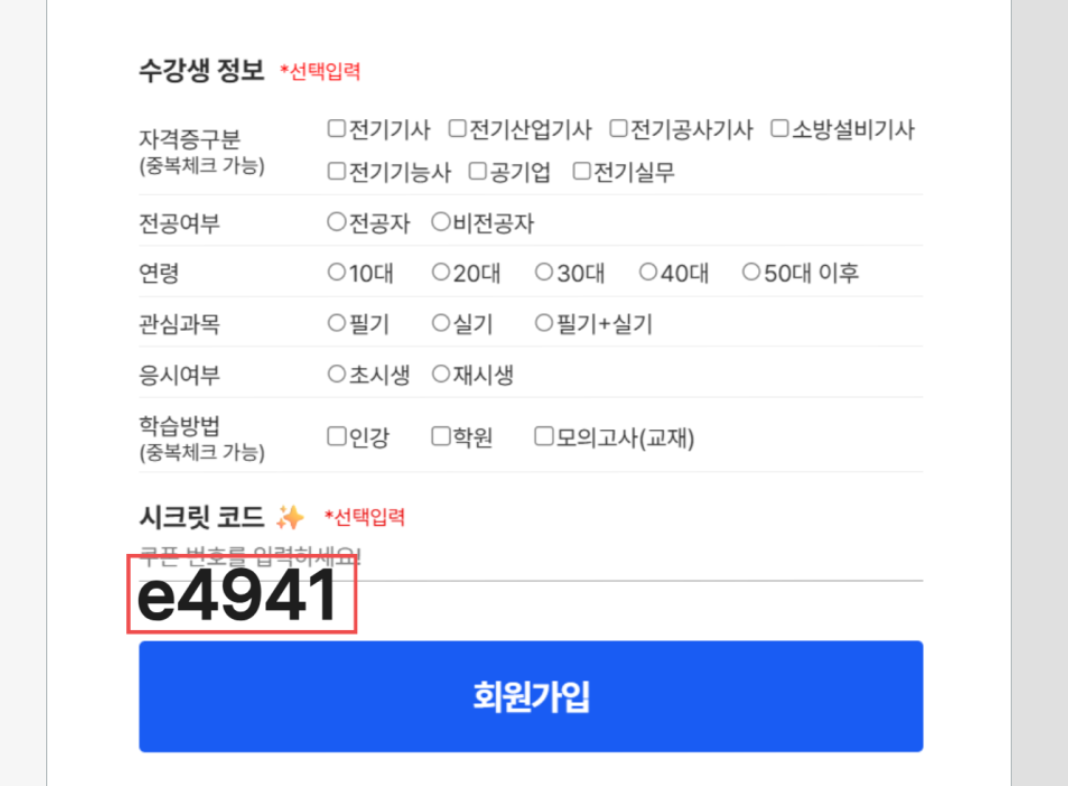 수강생 정보 *선택입력
자격증구분
(중복체크 가능)
전기기사 전기산업기사 전기공사기사 소방설비기사
전기기능사 공기업 전기실무
전공여부 전공자 비전공자
연령 10대 20대 30대 40대 50대 이후
관심과목 필기 실기 필기+실기
응시여부 초시생 재시생
학습방법
(중복체크 가능)
인강 학원 모의고사(교재)
시크릿 코드 ✨ *선택입력
쿠폰 번호를 입력하세요!
e4941
회원가입